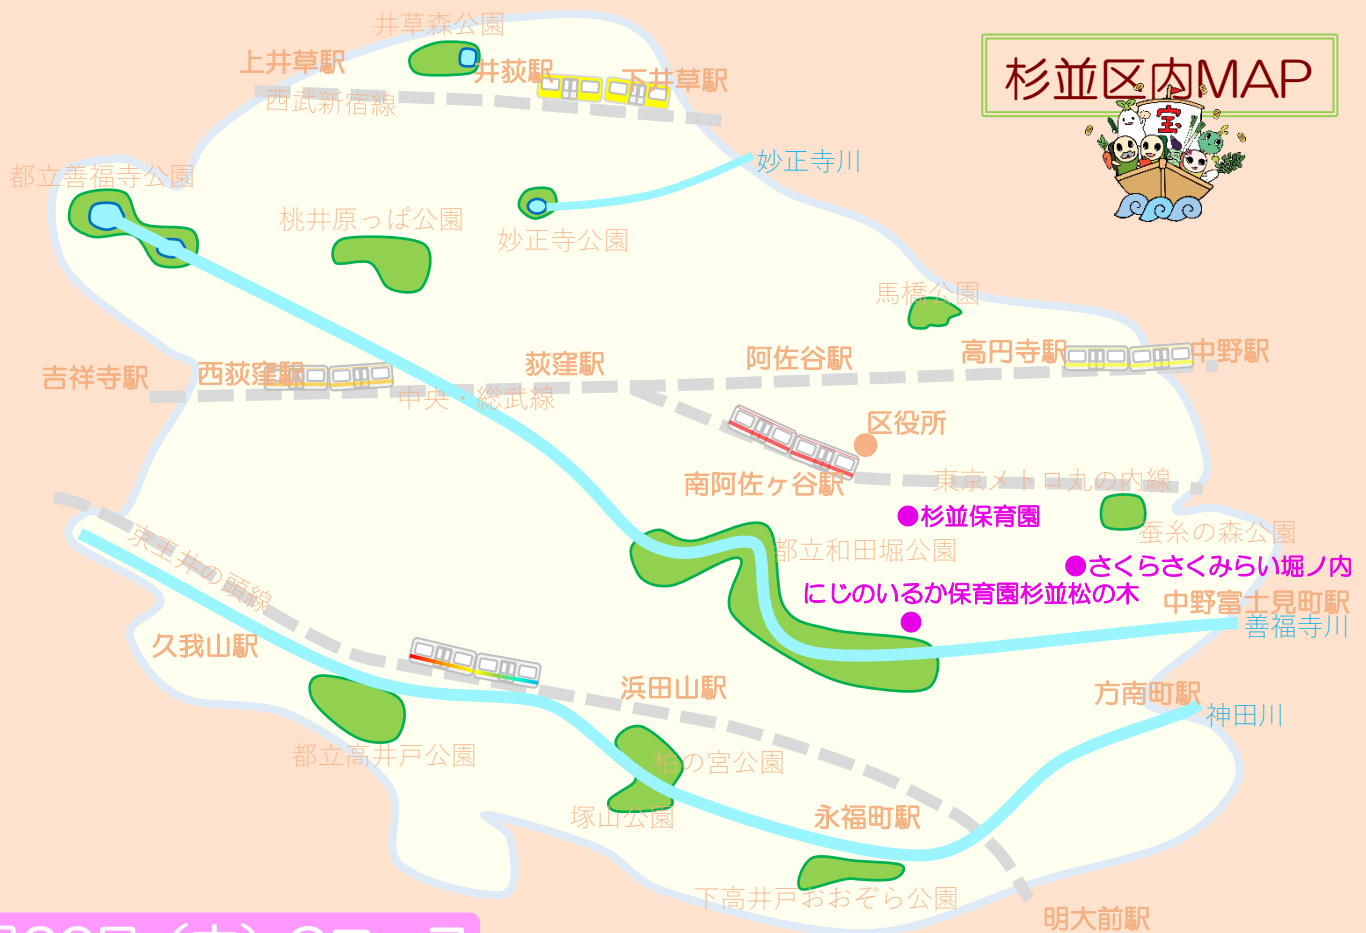 井草森公園
上井草駅
井荻駅
下井草駅
杉並区内MAP
西武新宿線
宝
都立善福寺公園
妙正寺川
桃井原っぱ公園
妙正寺公園
馬橋公園
吉祥寺駅
西荻窪駅
荻窪駅
阿佐谷駅
高円寺駅
中野駅
中央・総武線
区役所
南阿佐ヶ谷駅
東京メトロ丸の内線
杉並保育園
蚕糸の森公園
京王井の頭線
都立和田堀公園
さくらさくみらい堀ノ内
にじのいるか保育園杉並松の木
中野富士見町駅
善福寺川
久我山駅
浜田山駅
方南町駅
神田川
都立高井戸公園
柏の宮公園
塚山公園
永福町駅
下高井戸おおぞら公園
明大前駅